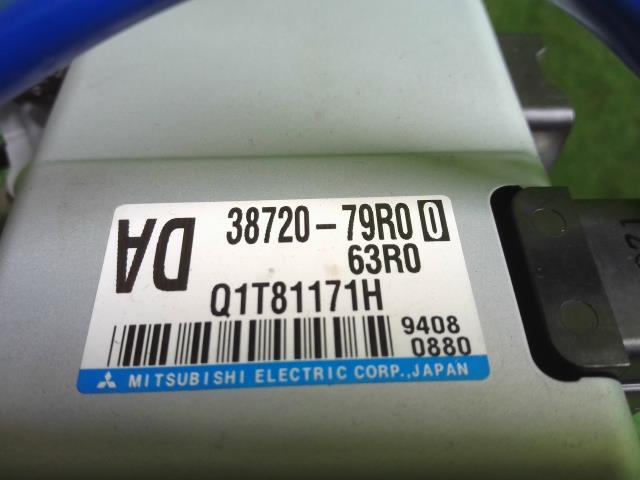 DA
38720-79R0 0
63R0
Q1T81171H
9408
0880
MITSUBISHI ELECTRIC CORP.,JAPAN